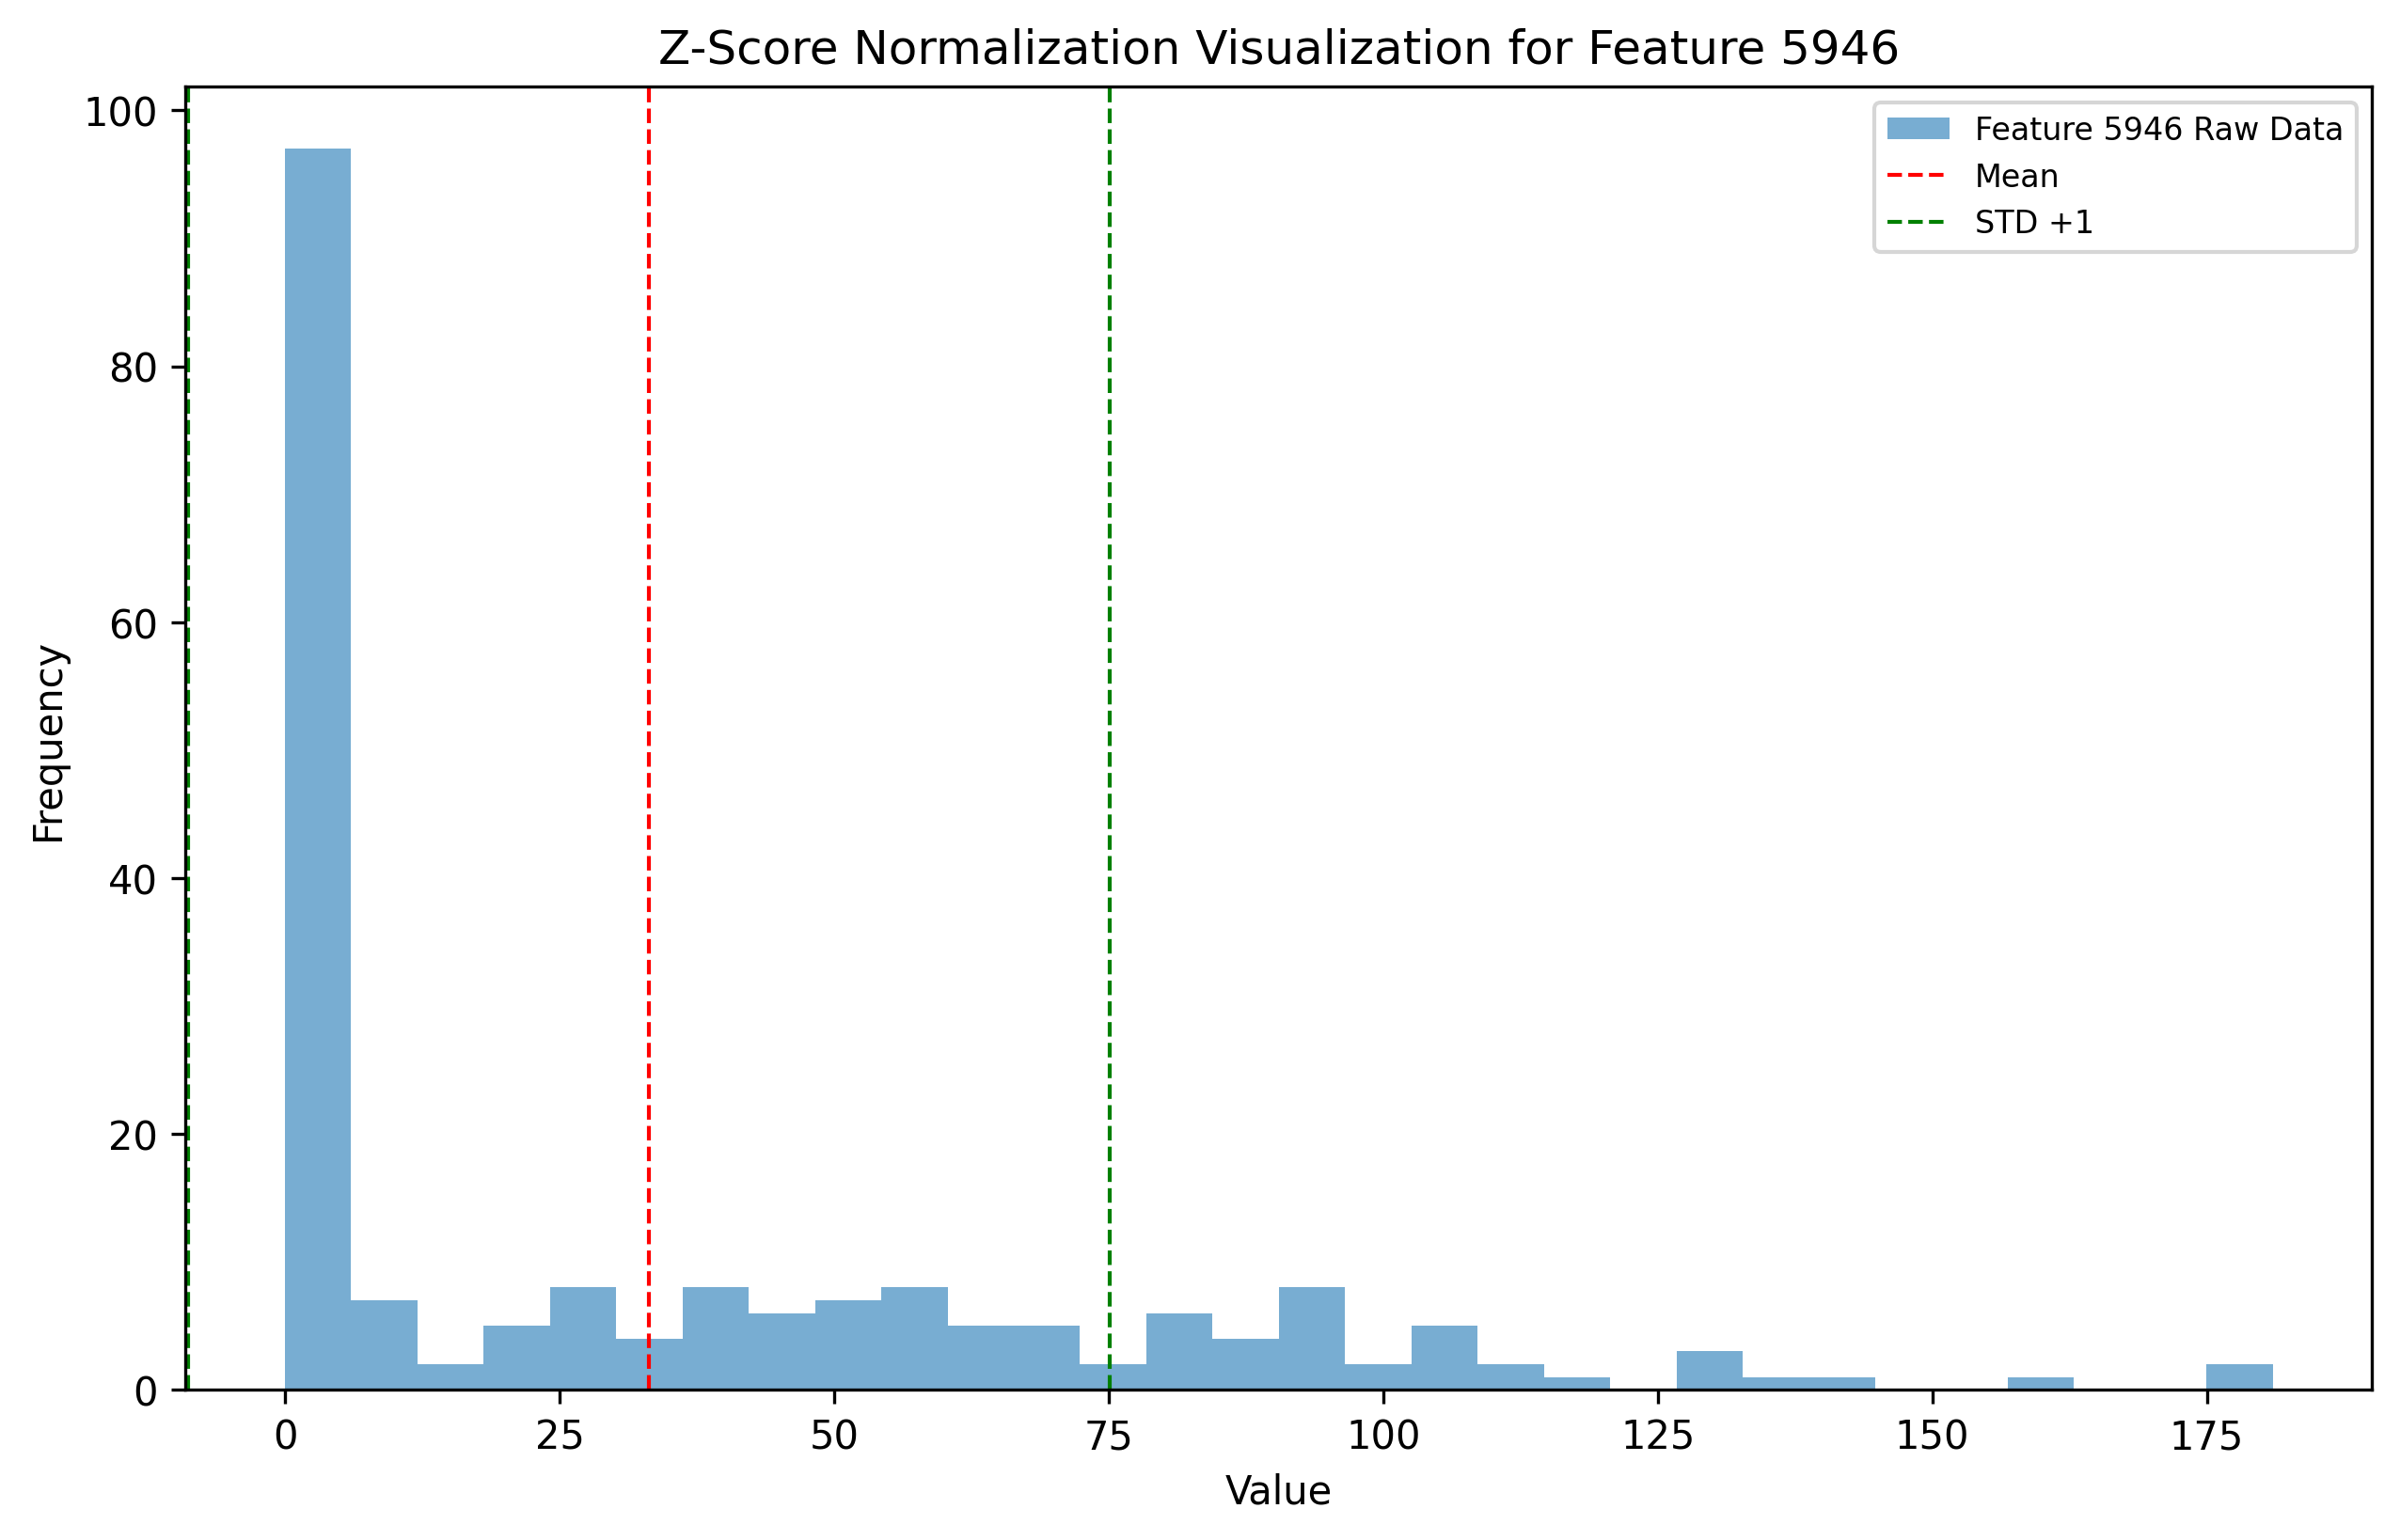 Z-Score Normalization Visualization for Feature 5946
Feature 5946 Raw Data
Mean
STD +1
Frequency
100
80
60
40
20
0
0 25 50 75 100 125 150 175
Value